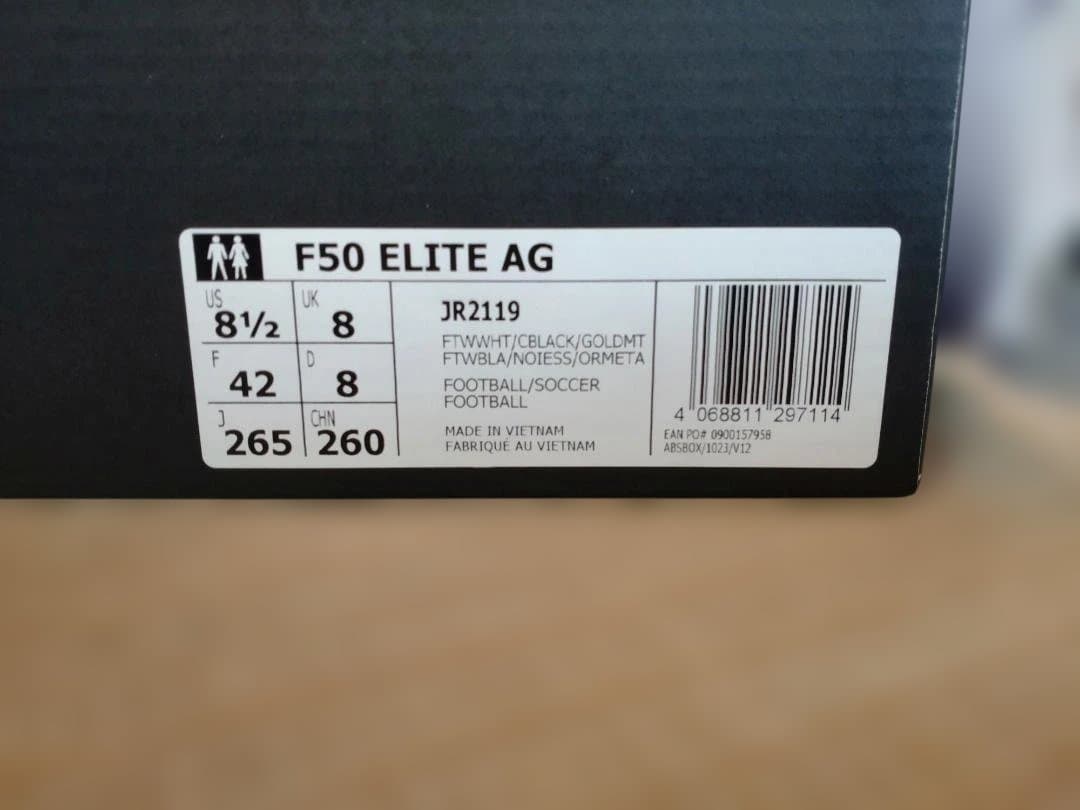 F50 ELITE AG
US
8½
UK
8
F
42
D
8
J
265
CHN
260
JR2119
FTWWHT/CBLACK/GOLDMT
FTWBLA/NOIESS/ORMETA
FOOTBALL/SOCCER
FOOTBALL
MADE IN VIETNAM
FABRIQUÉ AU VIETNAM
4 068811 297114
EAN PO# 0900157958
ABSBOX/1023/V12